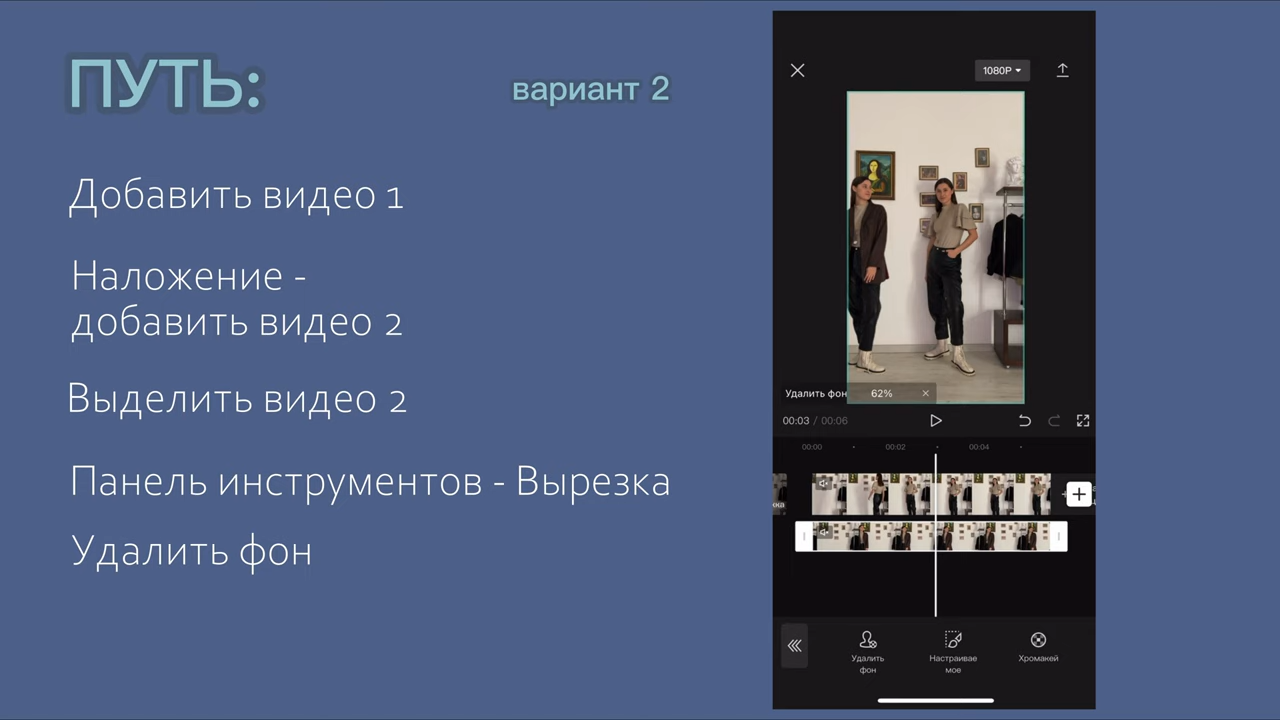 ПУТЬ:
вариант 2
Добавить видео 1
Наложение -
добавить видео 2
Выделить видео 2
Панель инструментов - Вырезка
Удалить фон
1080P
Удалить фон 62%
00:03 / 00:06
00:00 00:02 00:04
Удалить
фон
Настраивае
мое
Хромакей